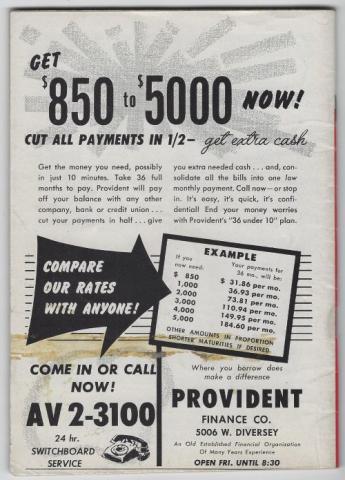 GET
$850 to $5000 NOW!
CUT ALL PAYMENTS IN 1/2 — get extra cash
Get the money you need, possibly
in just 10 minutes. Take 36 full
months to pay. Provident will pay
off your balance with any other
company, bank or credit union . . .
cut your payments in half . . . give
you extra needed cash . . . and, con-
solidate all the bills into one low
monthly payment. Call now — or stop
in. It's easy, it's quick, it's confi-
dential! End your money worries
with Provident's "36 under 10" plan.
COMPARE
OUR RATES
WITH ANYONE!
EXAMPLE
If you now need: Your payments for 36 mo., will be:
$ 850 $ 31.86 per mo.
1,000 36.93 per mo.
2,000 73.81 per mo.
3,000 110.94 per mo.
4,000 149.95 per mo.
5,000 184.60 per mo.
OTHER AMOUNTS IN PROPORTION
SHORTER MATURITIES IF DESIRED.
COME IN OR CALL
NOW!
AV 2-3100
24 hr.
SWITCHBOARD
SERVICE
Where you borrow does
make a difference
PROVIDENT
FINANCE CO.
5006 W. DIVERSEY
An Old Established Financial Organization
Of Many Years Experience
OPEN FRI. UNTIL 8:30